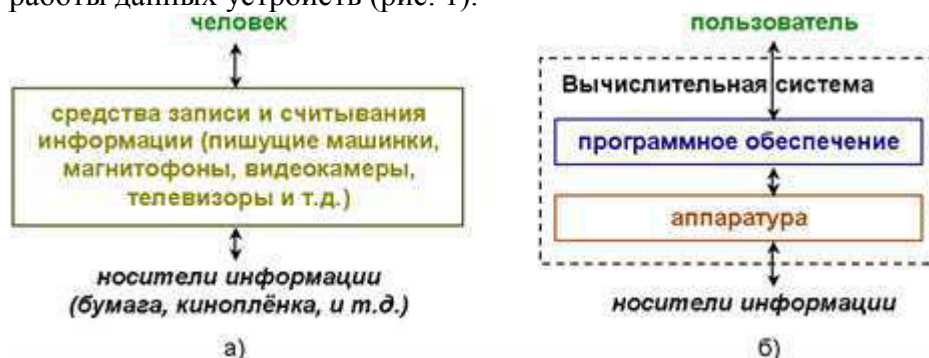 работы данных устройств (рис. 1).
человек
средства записи и считывания
информации (пишущие машинки,
магнитофоны, видеокамеры,
телевизоры и т.д.)
носители информации
(бумага, киноплёнка, и т.д.)
а)
пользователь
Вычислительная система
программное обеспечение
аппаратура
носители информации
б)